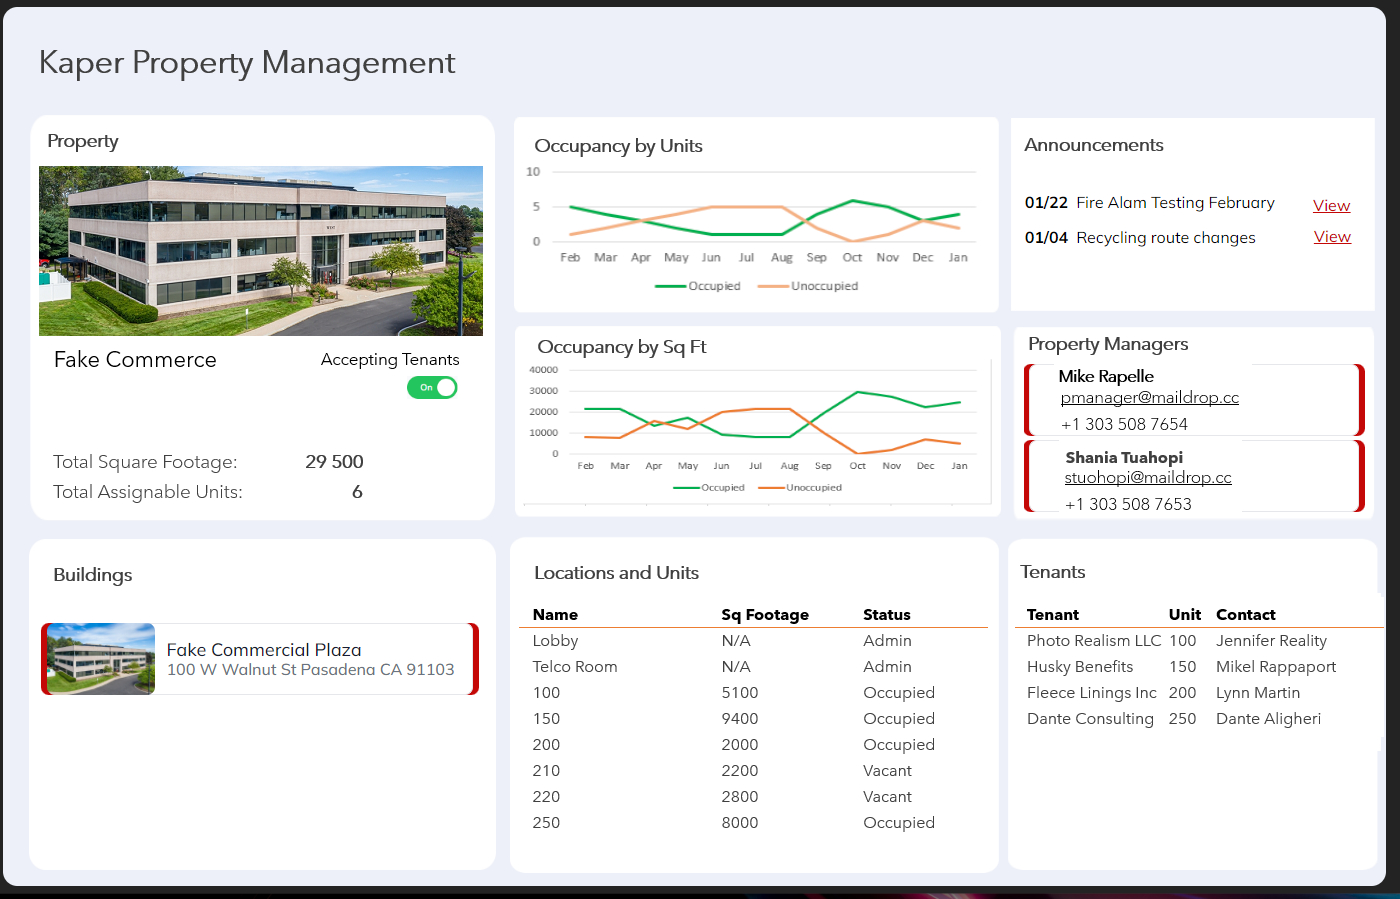 Kaper Property Management
Property
Fake Commerce
Accepting Tenants
On
Total Square Footage: 29 500
Total Assignable Units: 6
Occupancy by Units
10
5
0
Feb Mar Apr May Jun Jul Aug Sep Oct Nov Dec Jan
Occupied Unoccupied
Occupancy by Sq Ft
40000
30000
20000
10000
0
Feb Mar Apr May Jun Jul Aug Sep Oct Nov Dec Jan
Occupied Unoccupied
Announcements
01/22 Fire Alam Testing February View
01/04 Recycling route changes View
Property Managers
Mike Rapelle
pmanager@maildrop.cc
+1 303 508 7654
Shania Tuahopi
stuohopi@maildrop.cc
+1 303 508 7653
Buildings
Fake Commercial Plaza
100 W Walnut St Pasadena CA 91103
Locations and Units
Name Sq Footage Status
Lobby N/A Admin
Telco Room N/A Admin
100 5100 Occupied
150 9400 Occupied
200 2000 Occupied
210 2200 Vacant
220 2800 Vacant
250 8000 Occupied
Tenants
Tenant Unit Contact
Photo Realism LLC 100 Jennifer Reality
Husky Benefits 150 Mikel Rappaport
Fleece Linings Inc 200 Lynn Martin
Dante Consulting 250 Dante Aligheri